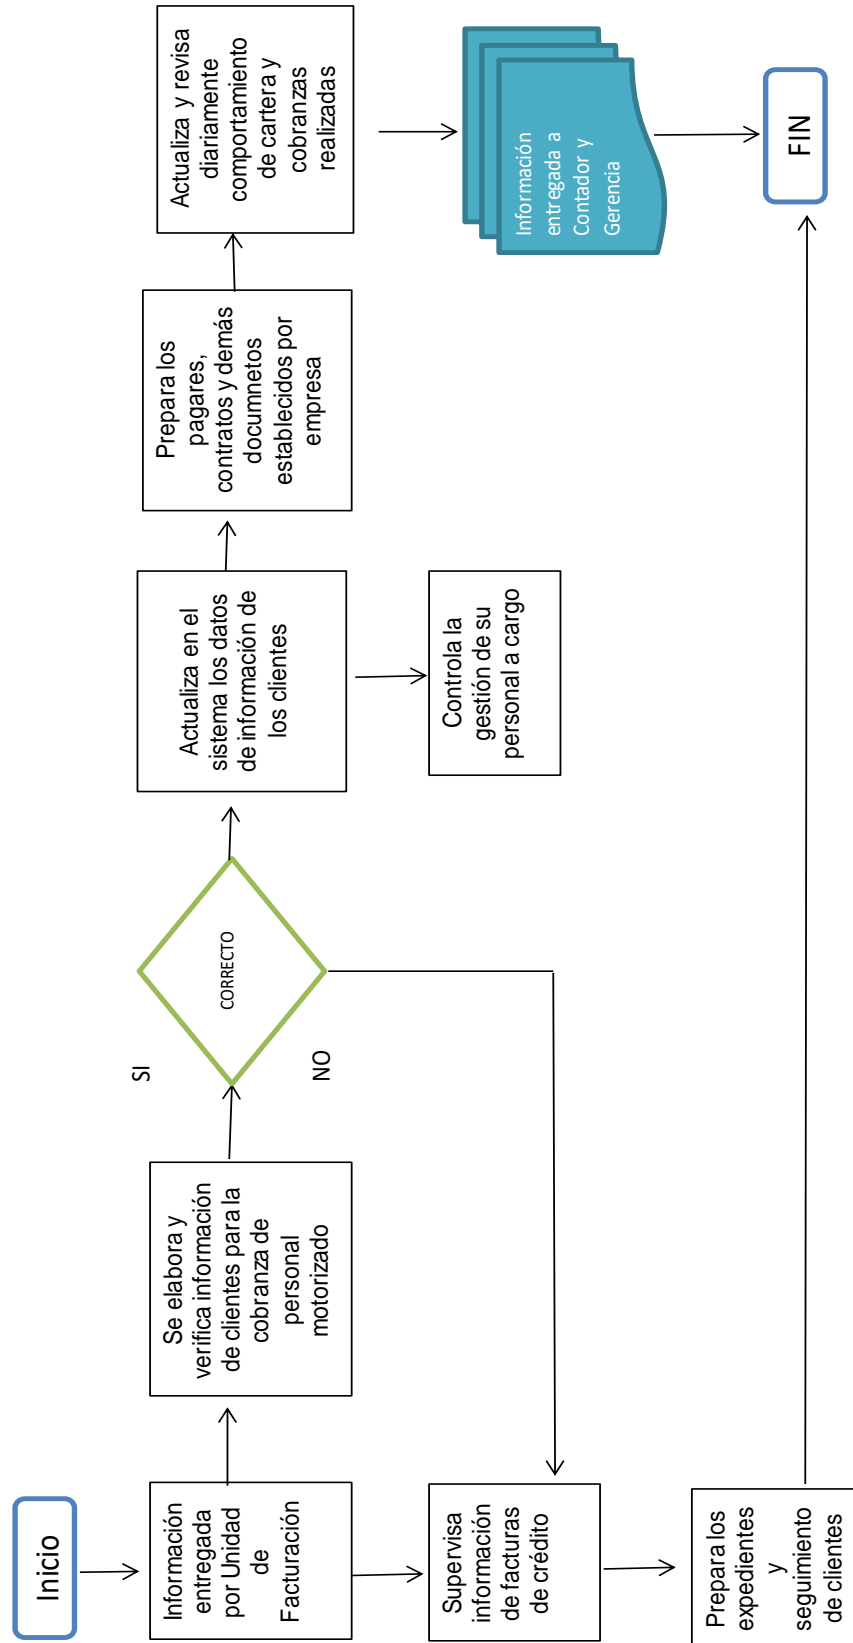 Inicio
Información
entregada
por Unidad
de
Facturación
Se elabora y
verifica información
de clientes para la
cobranza de
personal
motorizado
SI
CORRECTO
NO
Actualiza en el
sistema los datos
de información de
los clientes
Prepara los
pagares,
contratos y demás
documnetos
establecidos por
empresa
Actualiza y revisa
diariamente
comportamiento
de cartera y
cobranzas
realizadas
Supervisa
información
de facturas
de crédito
Controla la
gestión de su
personal a cargo
Información
entregada a
Contador y
Gerencia
Prepara los
expedientes
y
seguimiento
de clientes
FIN